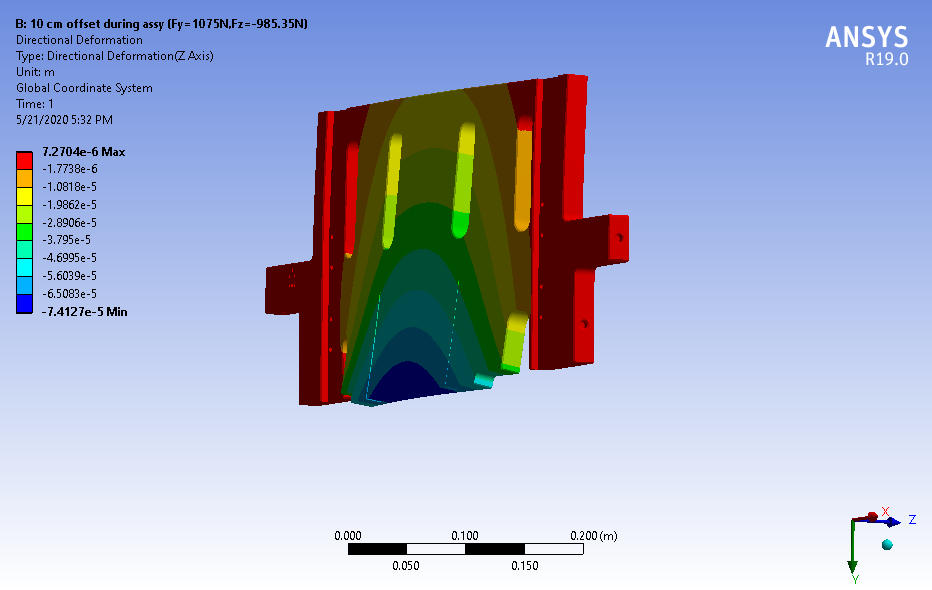 B: 10 cm offset during assy (Fy=1075N,Fz=-985.35N)
Directional Deformation
Type: Directional Deformation(Z Axis)
Unit: m
Global Coordinate System
Time: 1
5/21/2020 5:32 PM
ANSYS
R19.0
7.2704e-6 Max
-1.7738e-6
-1.0818e-5
-1.9862e-5
-2.8906e-5
-3.795e-5
-4.6995e-5
-5.6039e-5
-6.5083e-5
-7.4127e-5 Min
0.000 0.100 0.200 (m)
0.050 0.150
X
Z
Y